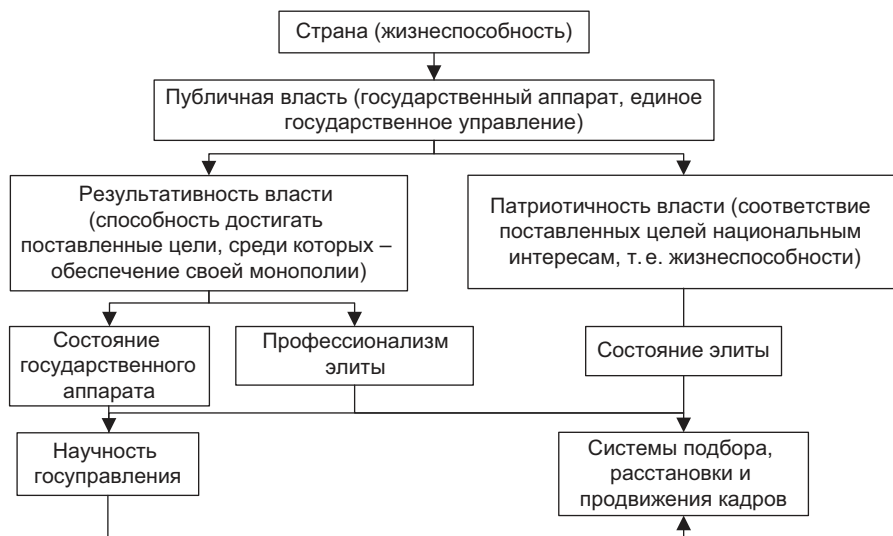 Страна (жизнеспособность)
Публичная власть (государственный аппарат, единое
государственное управление)
Результативность власти
(способность достигать
поставленные цели, среди которых –
обеспечение своей монополии)
Патриотичность власти (соответствие
поставленных целей национальным
интересам, т. е. жизнеспособности)
Состояние
государственного
аппарата
Профессионализм
элиты
Состояние элиты
Научность
госуправления
Системы подбора,
расстановки и
продвижения кадров